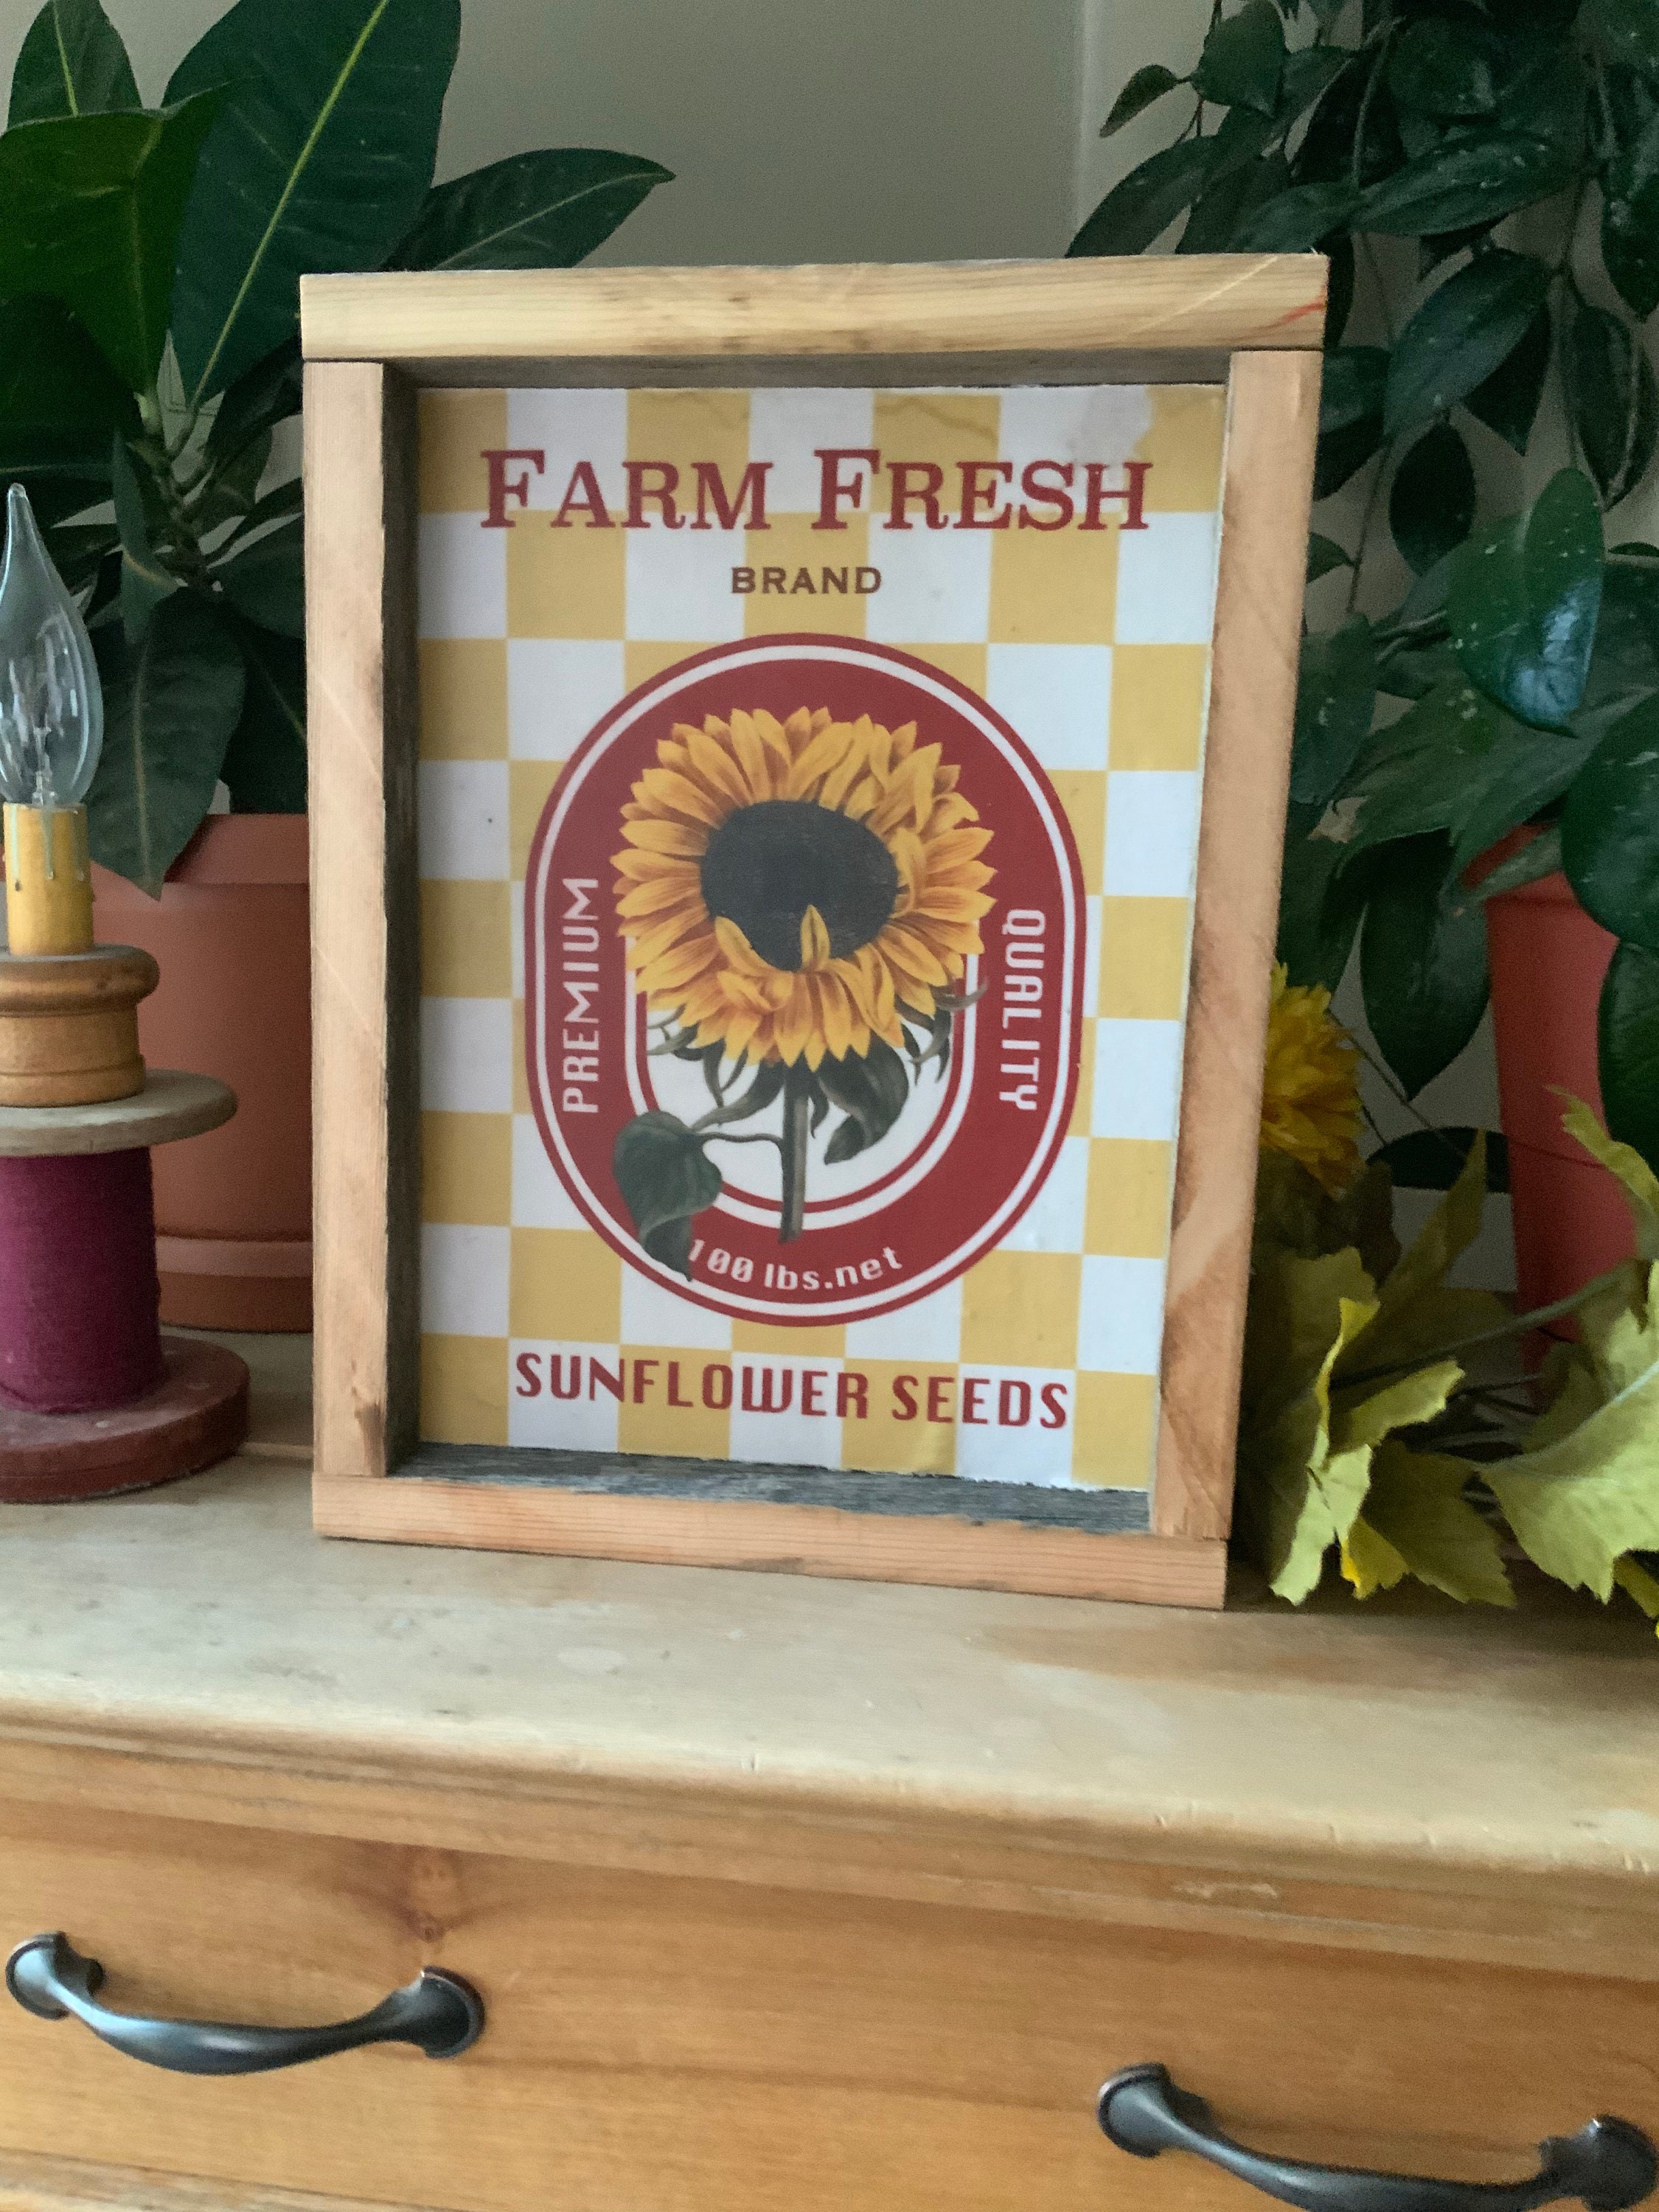 FARM FRESH
BRAND
PREMIUM
QUALITY
100 lbs.net
SUNFLOWER SEEDS